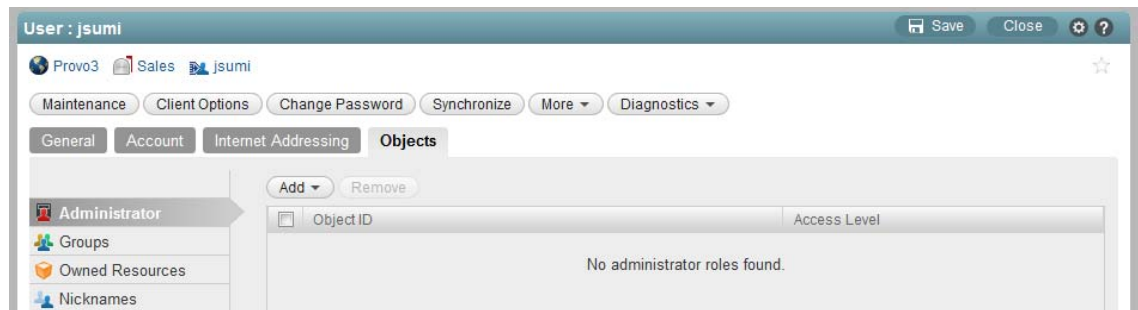 User : jsumi Save Close
Provo3 Sales jsumi
Maintenance Client Options Change Password Synchronize More Diagnostics
General Account Internet Addressing Objects
Add Remove
Administrator
Object ID Access Level
Groups
No administrator roles found.
Owned Resources
Nicknames